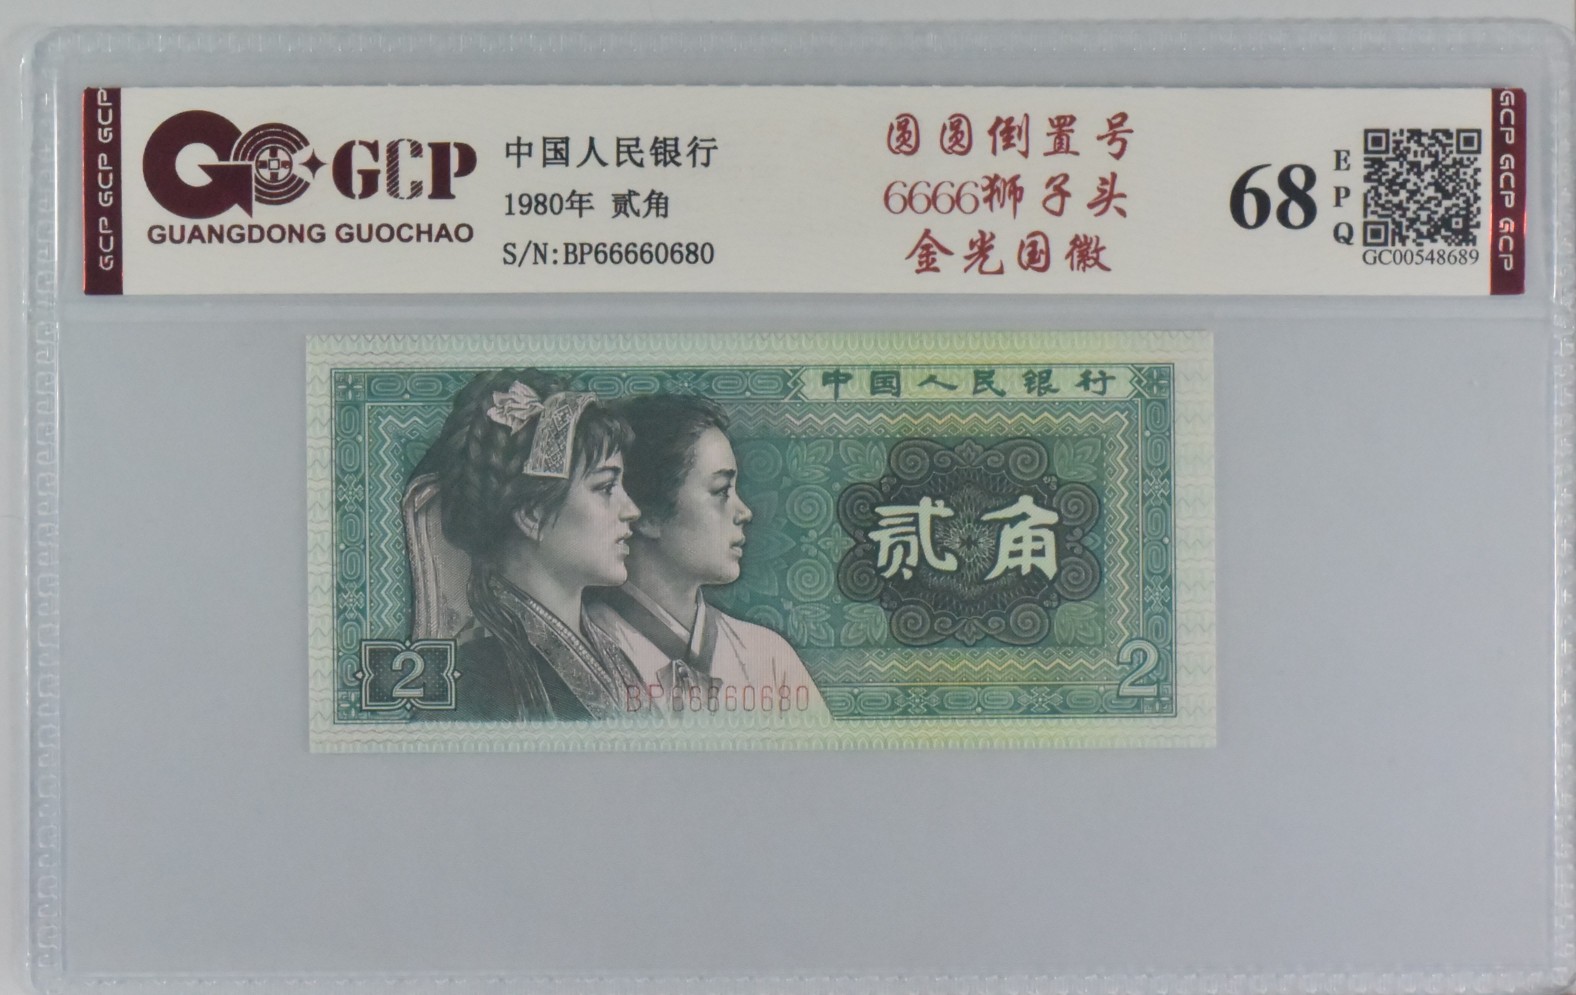 GCP
GUANGDONG GUOCHAO
中国人民银行
1980年 贰角
S/N:BP66660680
圆圆倒置号
6666狮子头
金光国徽
68
EPQ
GC00548689
GCP GCP GCP
GCP GCP GCP
中国人民银行
贰角
2
2
BP66660680